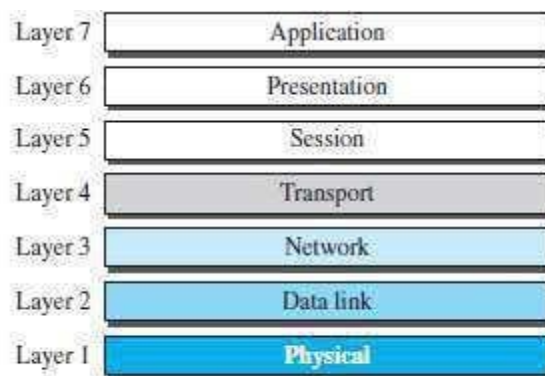 Layer 7 Application
Layer 6 Presentation
Layer 5 Session
Layer 4 Transport
Layer 3 Network
Layer 2 Data link
Layer 1 Physical